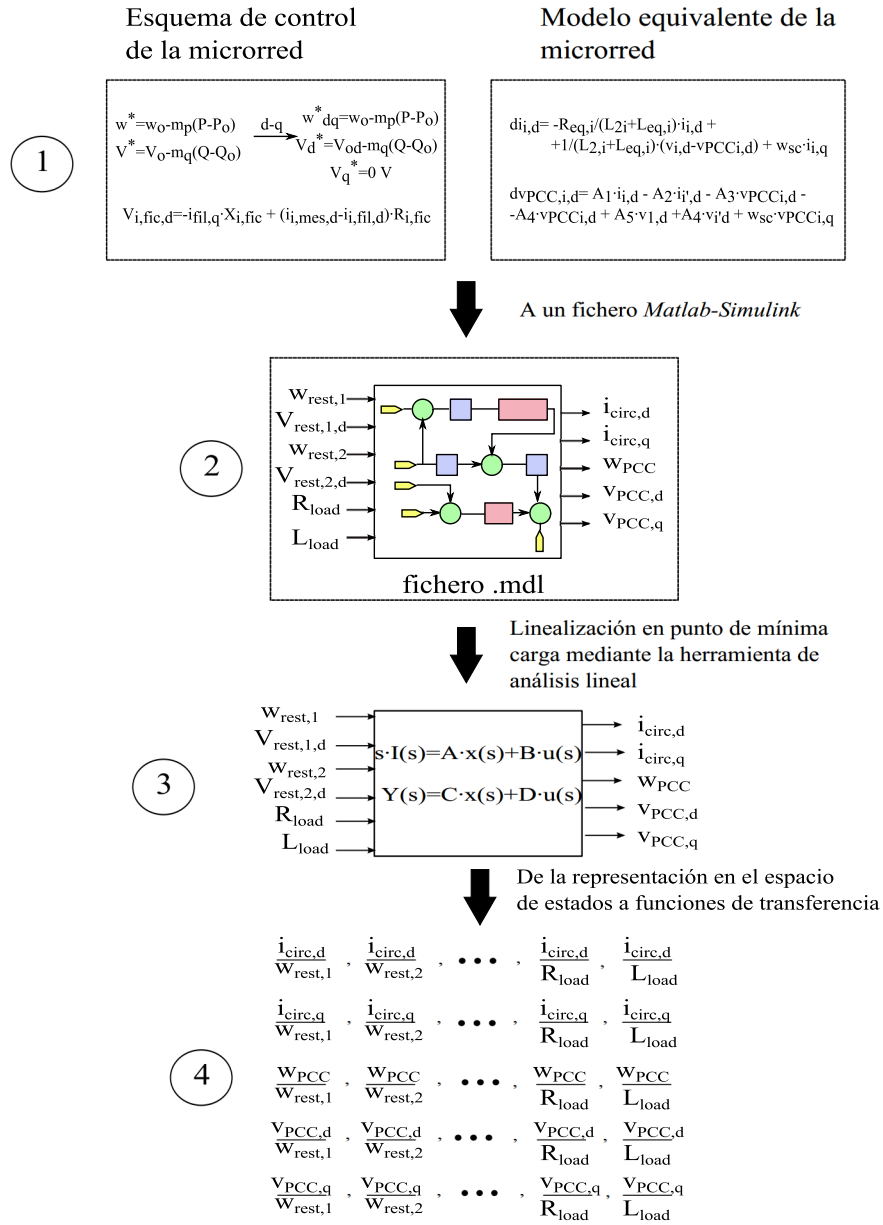 Esquema de control
de la microrred
Modelo equivalente de la
microrred
1
w*=wo-mp(P-Po)
V*=Vo-mq(Q-Qo)
d-q
w*dq=wo-mp(P-Po)
Vd*=Vod-mq(Q-Qo)
Vq*=0 V
Vi,fic,d=-ifil,q·Xi,fic + (ii,mes,d-ii,fil,d)·Ri,fic
dii,d= -Req,i/(L2i+Leq,i)·ii,d +
+1/(L2,i+Leq,i)·(vi,d-vPCCi,d) + wsc·ii,q
dvPCC,i,d= A1·ii,d - A2·ii',d - A3·vPCCi,d -
-A4·vPCCi,d + A5·v1,d +A4·vi'd + wsc·vPCCi,q
A un fichero Matlab-Simulink
2
wrest,1
Vrest,1,d
wrest,2
Vrest,2,d
Rload
Lload
icirc,d
icirc,q
wPCC
vPCC,d
vPCC,q
fichero .mdl
Linealización en punto de mínima
carga mediante la herramienta de
análisis lineal
3
wrest,1
Vrest,1,d
wrest,2
Vrest,2,d
Rload
Lload
s·I(s)=A·x(s)+B·u(s)
Y(s)=C·x(s)+D·u(s)
icirc,d
icirc,q
wPCC
vPCC,d
vPCC,q
De la representación en el espacio
de estados a funciones de transferencia
4
icirc,d/wrest,1 , icirc,d/wrest,2 , ••• , icirc,d/Rload , icirc,d/Lload
icirc,q/wrest,1 , icirc,q/wrest,2 , ••• , icirc,q/Rload , icirc,q/Lload
wPCC/wrest,1 , wPCC/wrest,2 , ••• , wPCC/Rload , wPCC/Lload
vPCC,d/wrest,1 , vPCC,d/wrest,2 , ••• , vPCC,d/Rload , vPCC,d/Lload
vPCC,q/wrest,1 , vPCC,q/wrest,2 , ••• , vPCC,q/Rload , vPCC,q/Lload